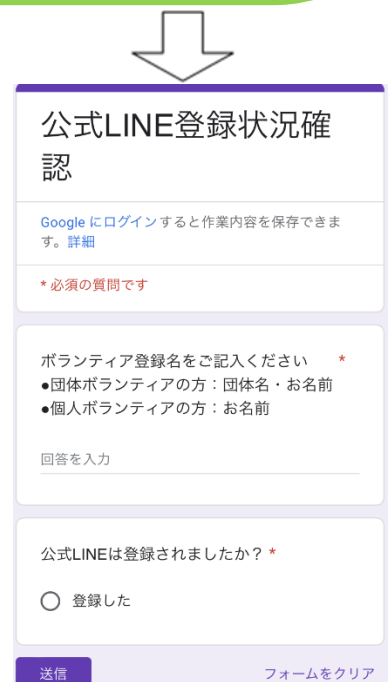 公式LINE登録状況確
認
Google にログインすると作業内容を保存できま
す。詳細
* 必須の質問です
ボランティア登録名をご記入ください *
●団体ボランティアの方：団体名・お名前
●個人ボランティアの方：お名前
回答を入力
公式LINEは登録されましたか？ *
登録した
送信
フォームをクリア